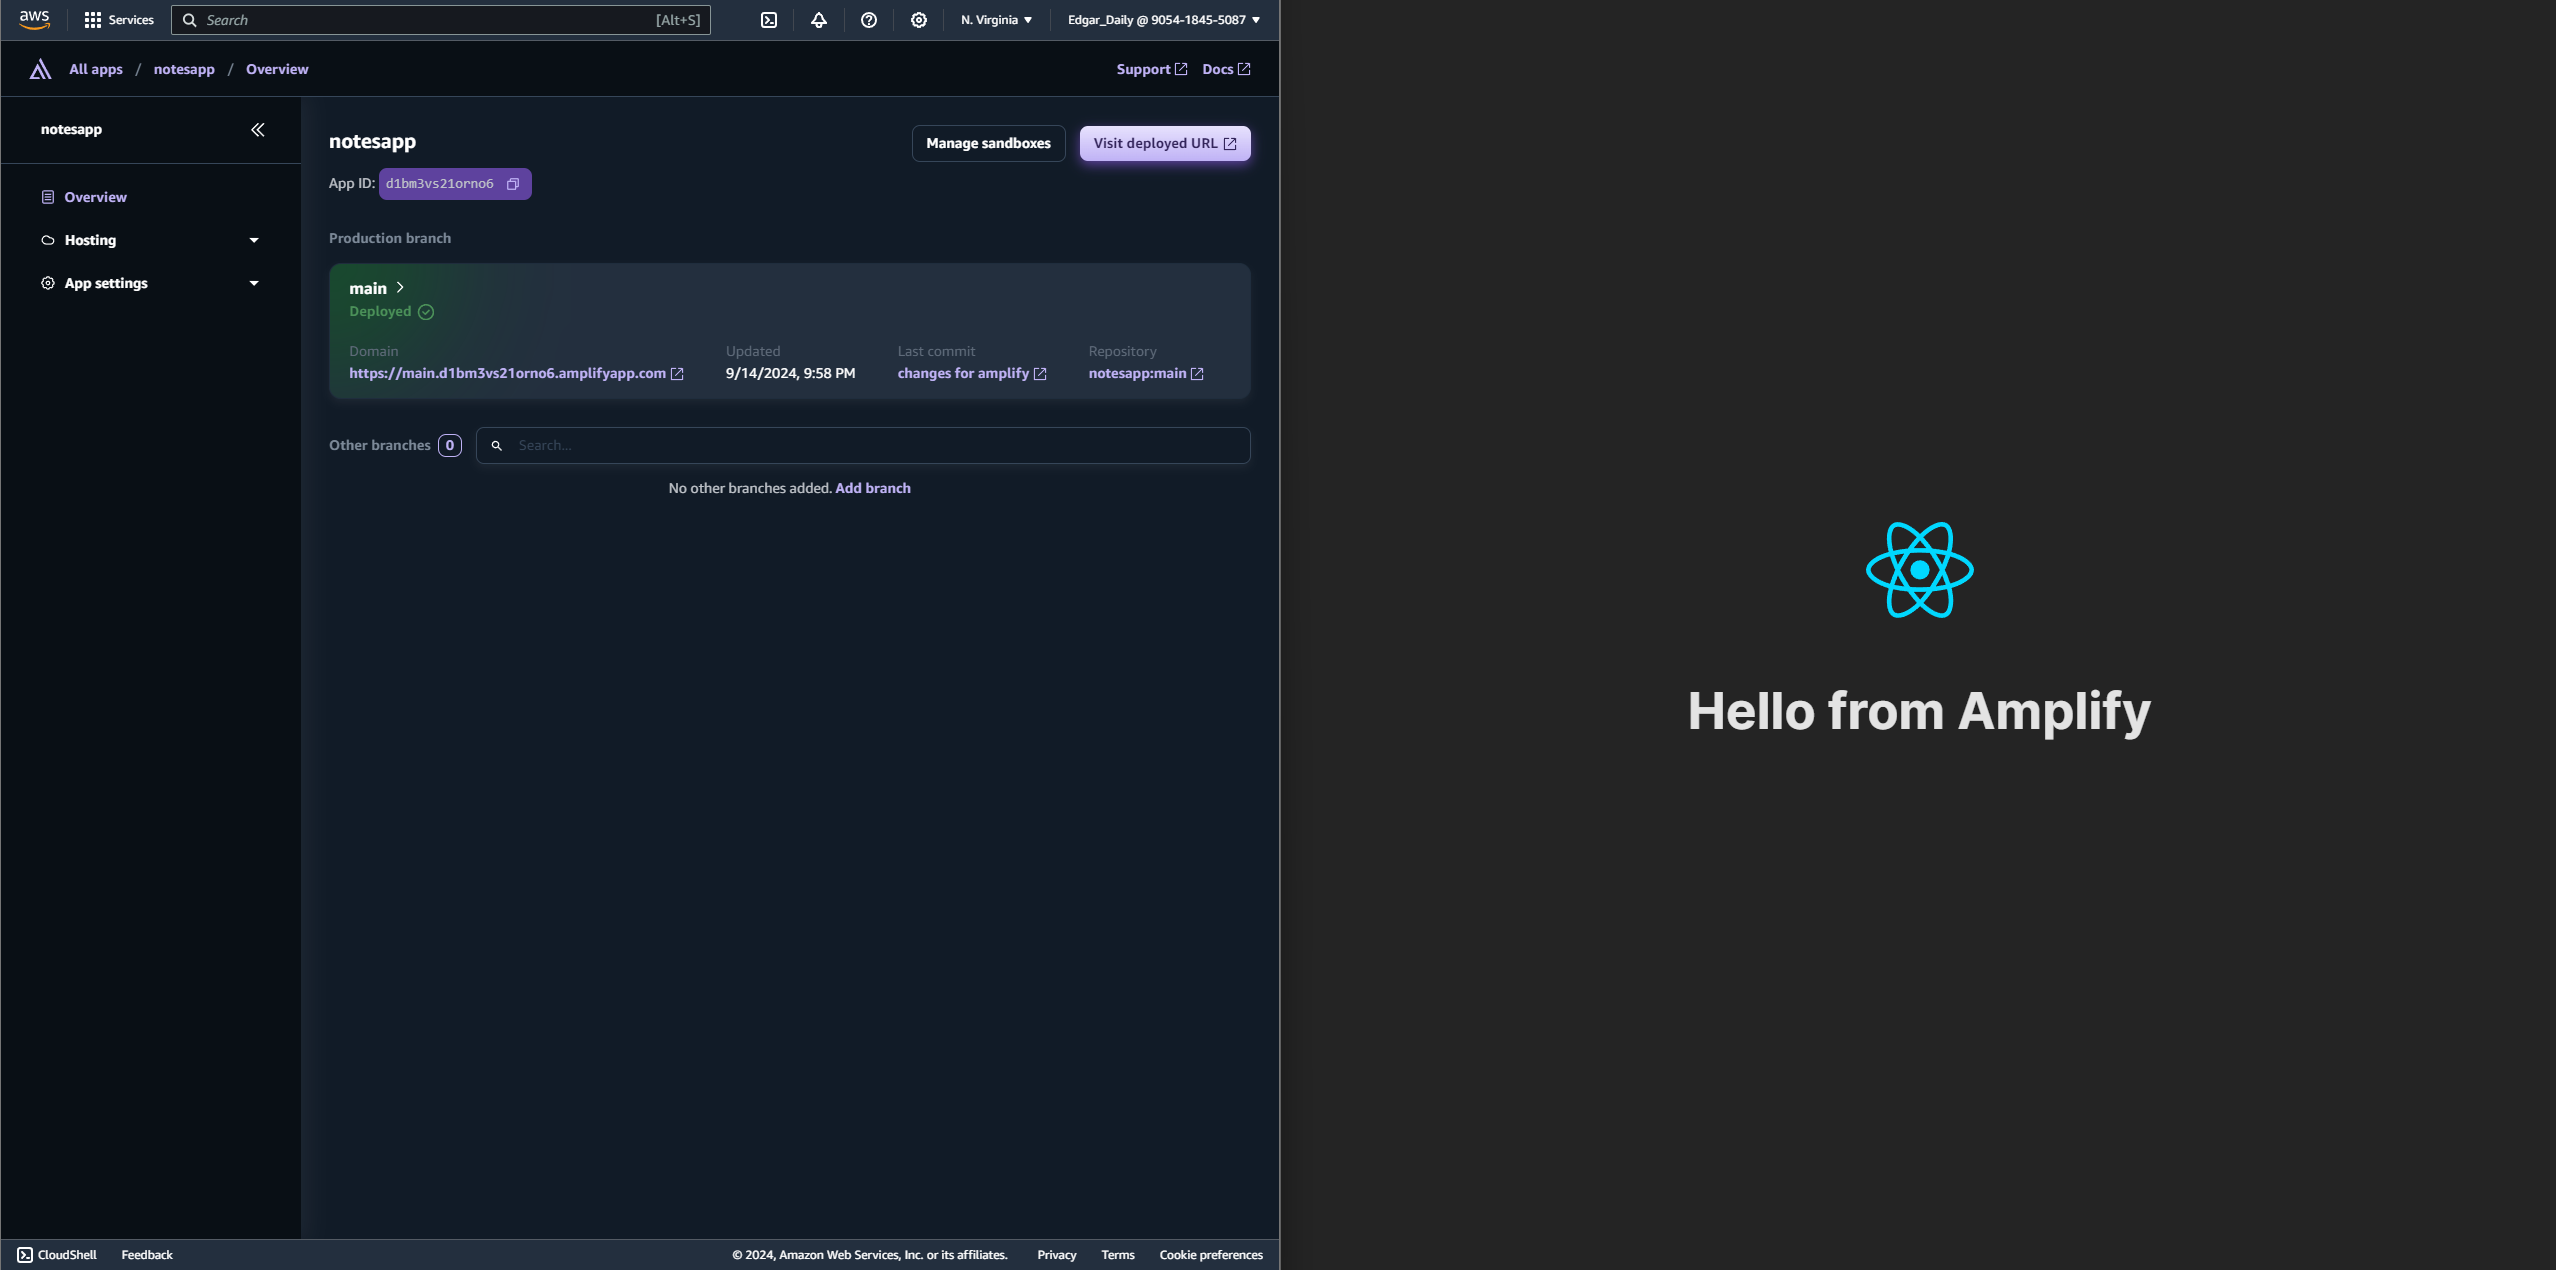 aws Services Search [Alt+S] N. Virginia Edgar_Daily @ 9054-1845-5087
All apps / notesapp / Overview Support Docs
notesapp
Overview
Hosting
App settings
notesapp
Manage sandboxes Visit deployed URL
App ID: d1bm3vs21orno6
Production branch
main
Deployed
Domain Updated Last commit Repository
https://main.d1bm3vs21orno6.amplifyapp.com 9/14/2024, 9:58 PM changes for amplify notesapp:main
Other branches 0 Search...
No other branches added. Add branch
CloudShell Feedback © 2024, Amazon Web Services, Inc. or its affiliates. Privacy Terms Cookie preferences
Hello from Amplify